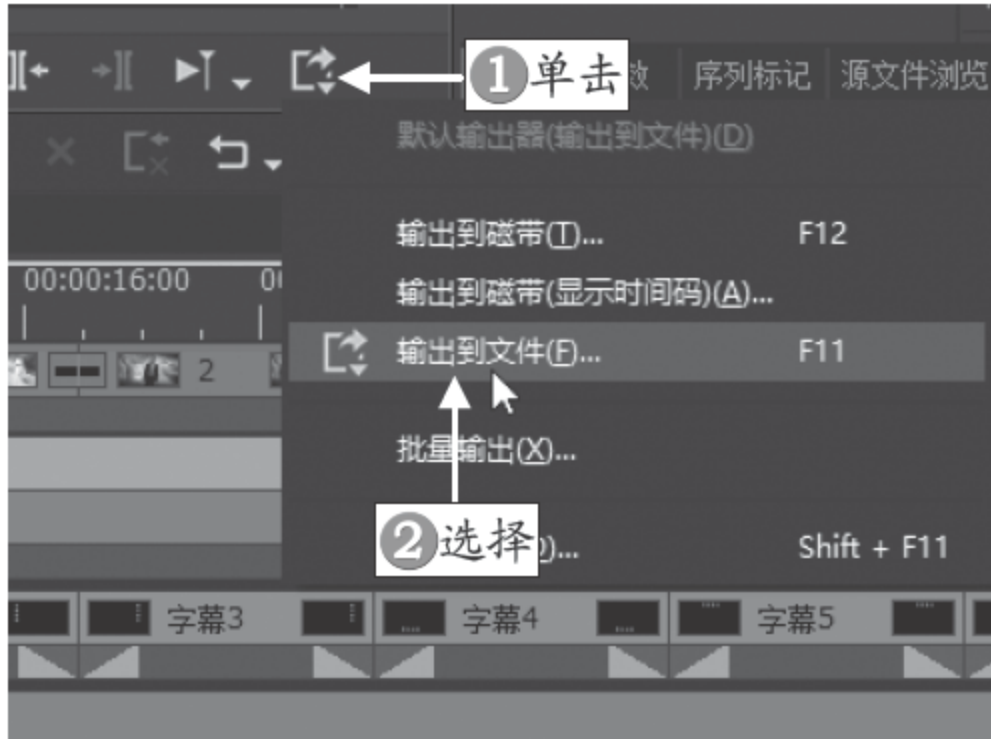 1 单击
效 序列标记 源文件浏览
默认输出器(输出到文件)(D)
输出到磁带(T)... F12
00:00:16:00 00
输出到磁带(显示时间码)(A)...
输出到文件(F)... F11
2
批量输出(X)...
2 选择
)... Shift + F11
字幕3 字幕4 字幕5